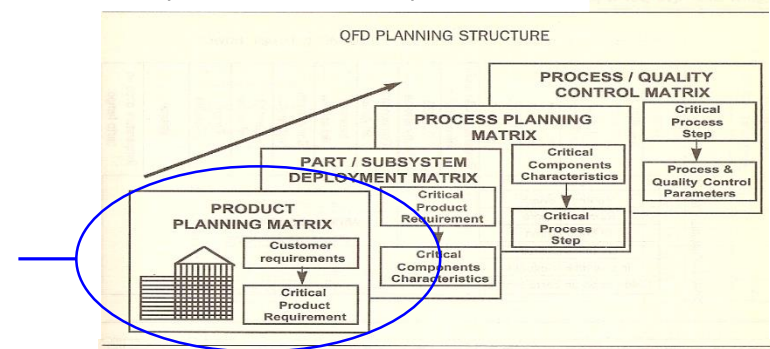 QFD PLANNING STRUCTURE
PROCESS / QUALITY
CONTROL MATRIX
Critical
Process
Step
Process &
Quality Control
Parameters
PROCESS PLANNING
MATRIX
Critical
Components
Characteristics
Critical
Process
Step
PART / SUBSYSTEM
DEPLOYMENT MATRIX
Critical
Product
Requirement
Critical
Components
Characteristics
PRODUCT
PLANNING MATRIX
Customer
requirements
Critical
Product
Requirement